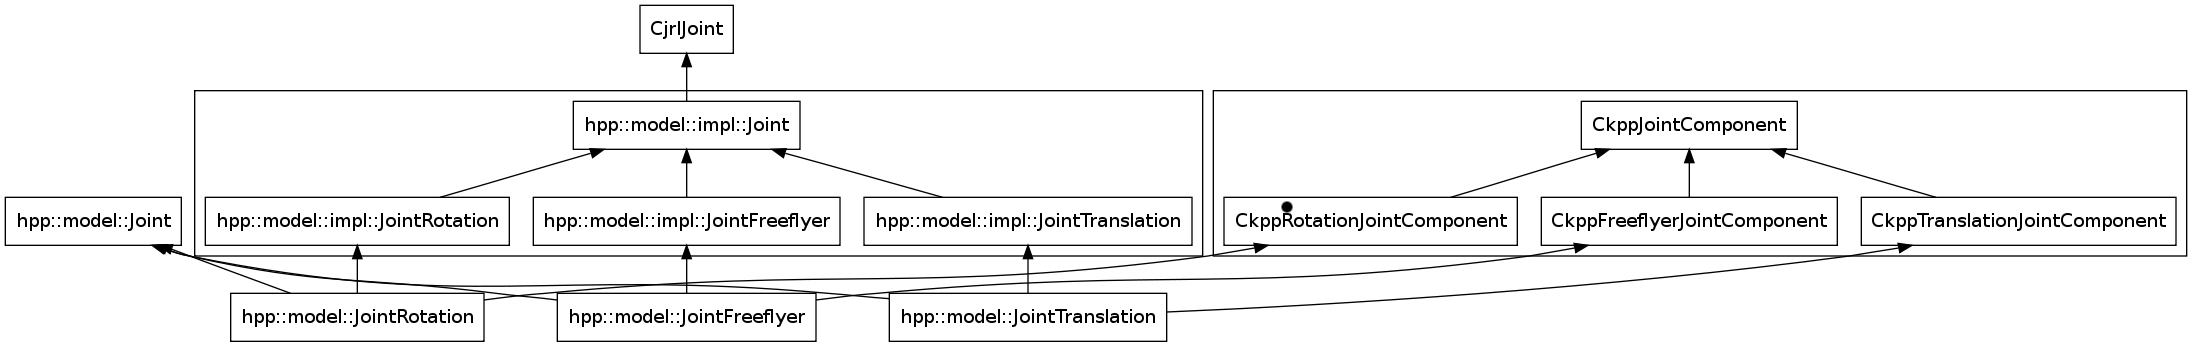 CjrlJoint
hpp::model::impl::Joint
CkppJointComponent
hpp::model::Joint
hpp::model::impl::JointRotation
hpp::model::impl::JointFreeflyer
hpp::model::impl::JointTranslation
CkppRotationJointComponent
CkppFreeflyerJointComponent
CkppTranslationJointComponent
hpp::model::JointRotation
hpp::model::JointFreeflyer
hpp::model::JointTranslation